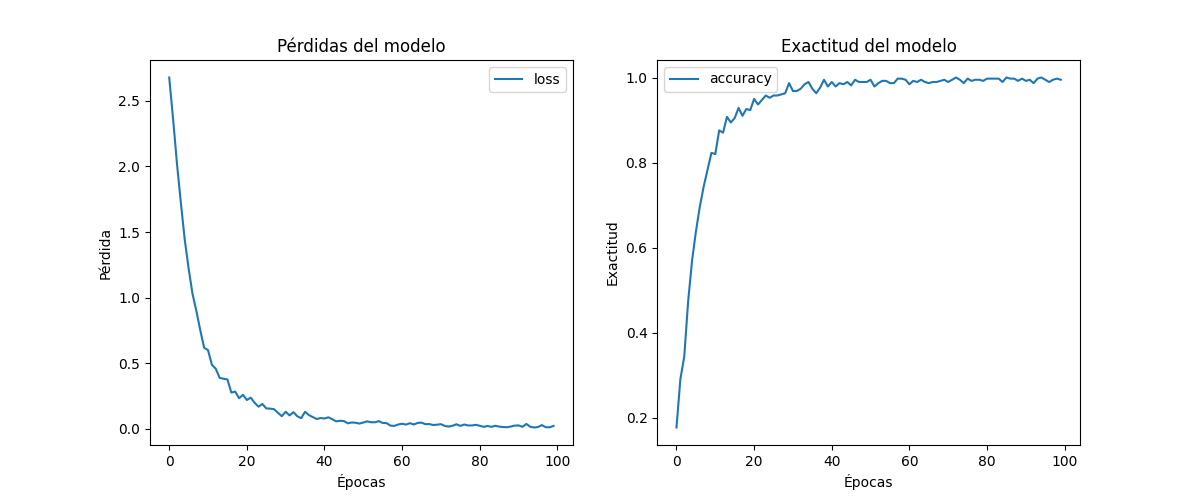 Pérdidas del modelo
loss
2.5
2.0
1.5
1.0
0.5
0.0
Pérdida
0 20 40 60 80 100
Épocas
Exactitud del modelo
accuracy
1.0
0.8
0.6
0.4
0.2
Exactitud
0 20 40 60 80 100
Épocas